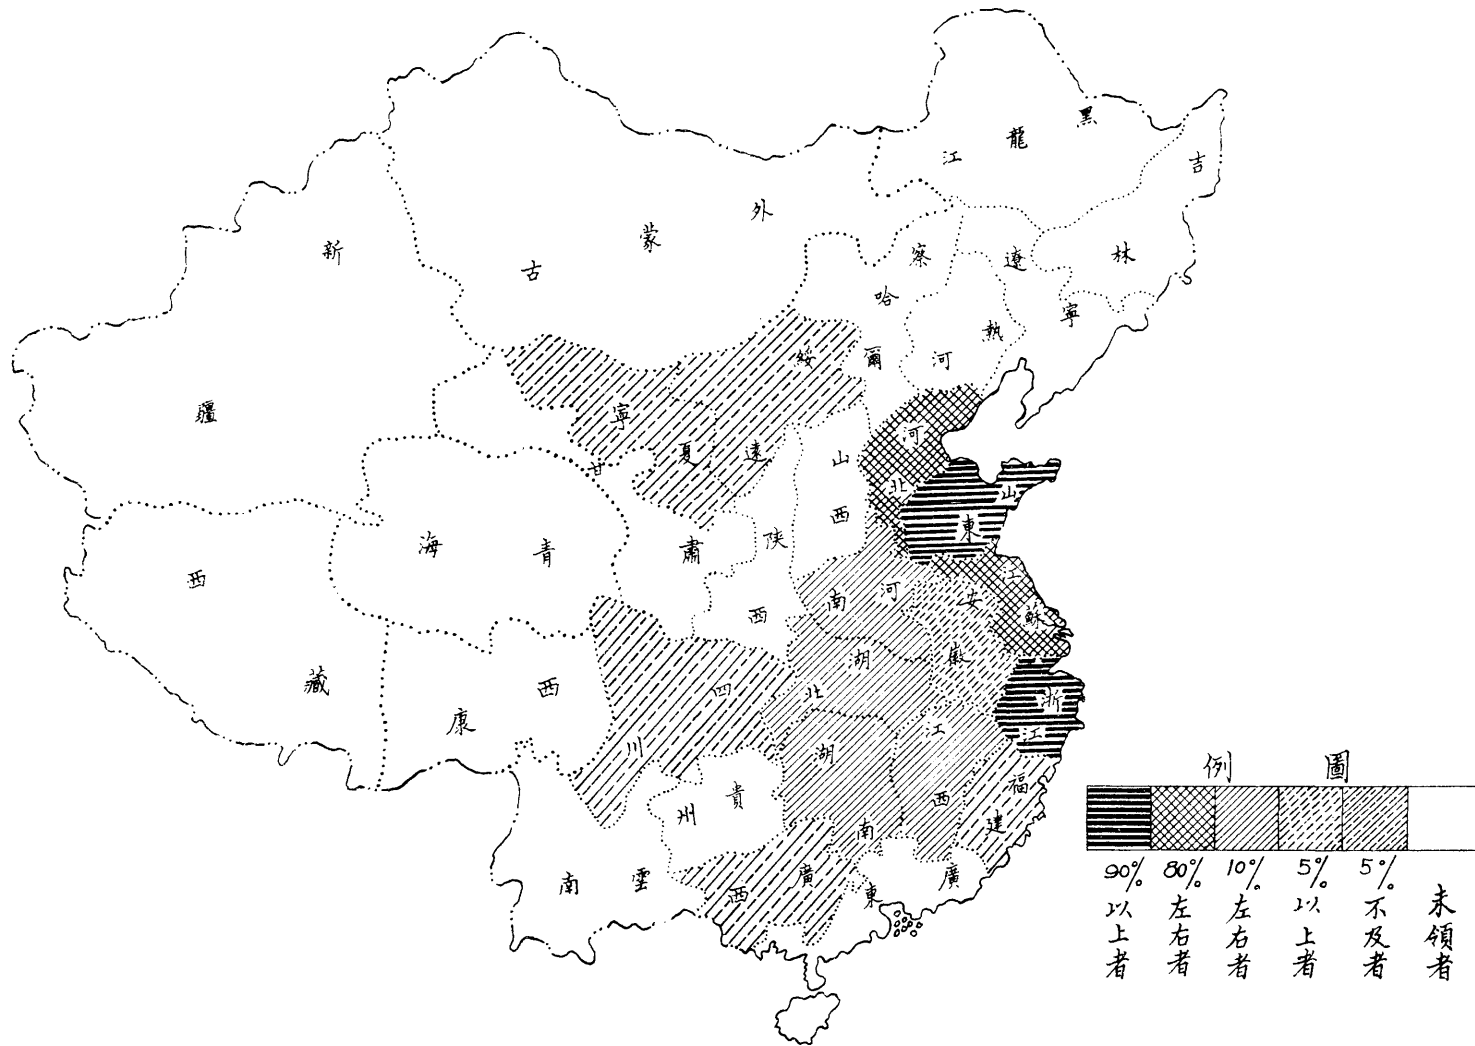 黑龍江
吉林
遼寧
外蒙古
新疆
察哈爾
熱河
綏遠
寧夏
甘肅
青海
西藏
西康
陝西
山西
河北
山東
江蘇
河南
安徽
湖北
四川
浙江
江西
湖南
貴州
福建
雲南
廣西
廣東
圖例
90%以上者
80%左右者
10%左右者
5%以上者
5%不及者
未領者